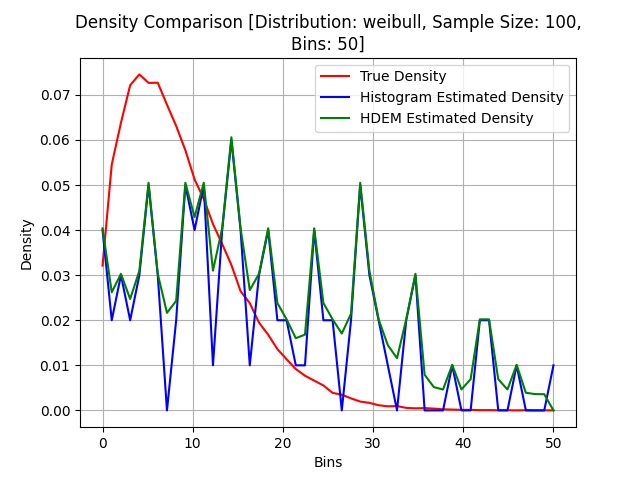 Density Comparison [Distribution: weibull, Sample Size: 100,
Bins: 50]
True Density
Histogram Estimated Density
HDEM Estimated Density
Density
0.07
0.06
0.05
0.04
0.03
0.02
0.01
0.00
0 10 20 30 40 50
Bins